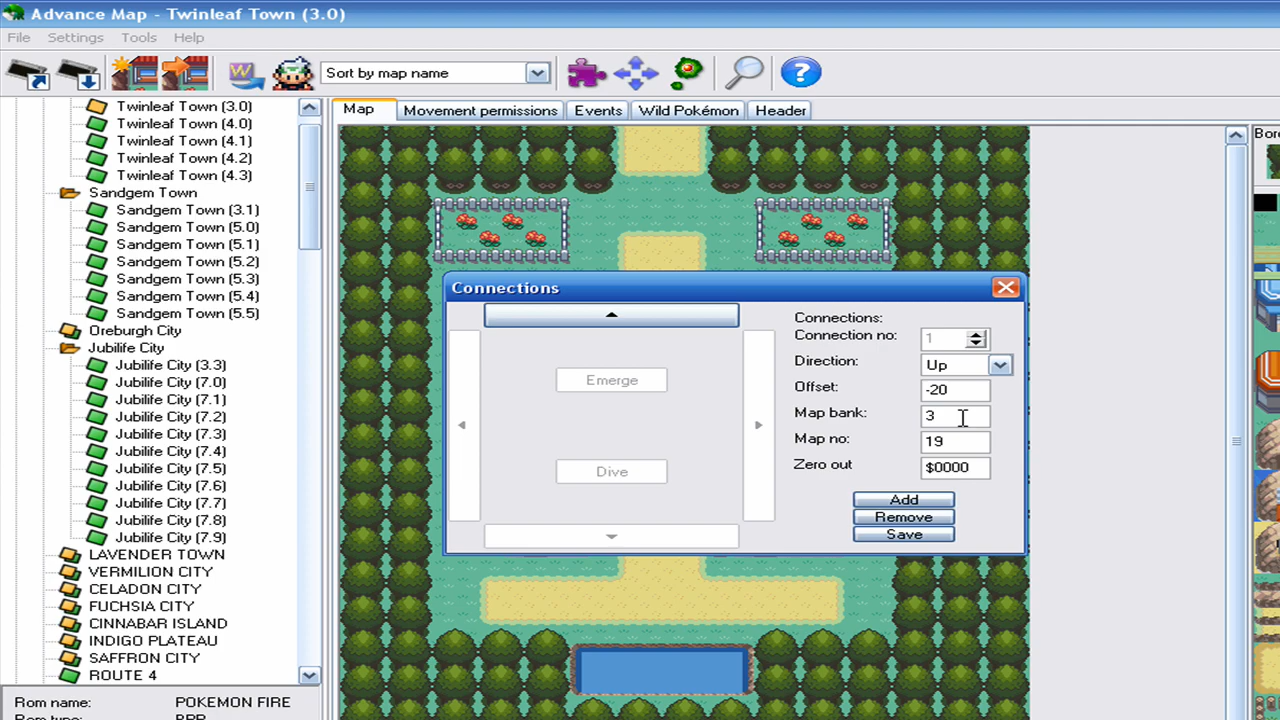 Advance Map - Twinleaf Town (3.0)
File Settings Tools Help
W Sort by map name ?
Map Movement permissions Events Wild Pokémon Header
Twinleaf Town (3.0)
Twinleaf Town (4.0)
Twinleaf Town (4.1)
Twinleaf Town (4.2)
Twinleaf Town (4.3)
Sandgem Town
Sandgem Town (3.1)
Sandgem Town (5.0)
Sandgem Town (5.1)
Sandgem Town (5.2)
Sandgem Town (5.3)
Sandgem Town (5.4)
Sandgem Town (5.5)
Oreburgh City
Jubilife City
Jubilife City (3.3)
Jubilife City (7.0)
Jubilife City (7.1)
Jubilife City (7.2)
Jubilife City (7.3)
Jubilife City (7.4)
Jubilife City (7.5)
Jubilife City (7.6)
Jubilife City (7.7)
Jubilife City (7.8)
Jubilife City (7.9)
LAVENDER TOWN
VERMILION CITY
CELADON CITY
FUCHSIA CITY
CINNABAR ISLAND
INDIGO PLATEAU
SAFFRON CITY
ROUTE 4
Rom name: POKEMON FIRE
Connections
Emerge
Dive
Connections:
Connection no: 1
Direction: Up
Offset: -20
Map bank: 3
Map no: 19
Zero out $0000
Add
Remove
Save